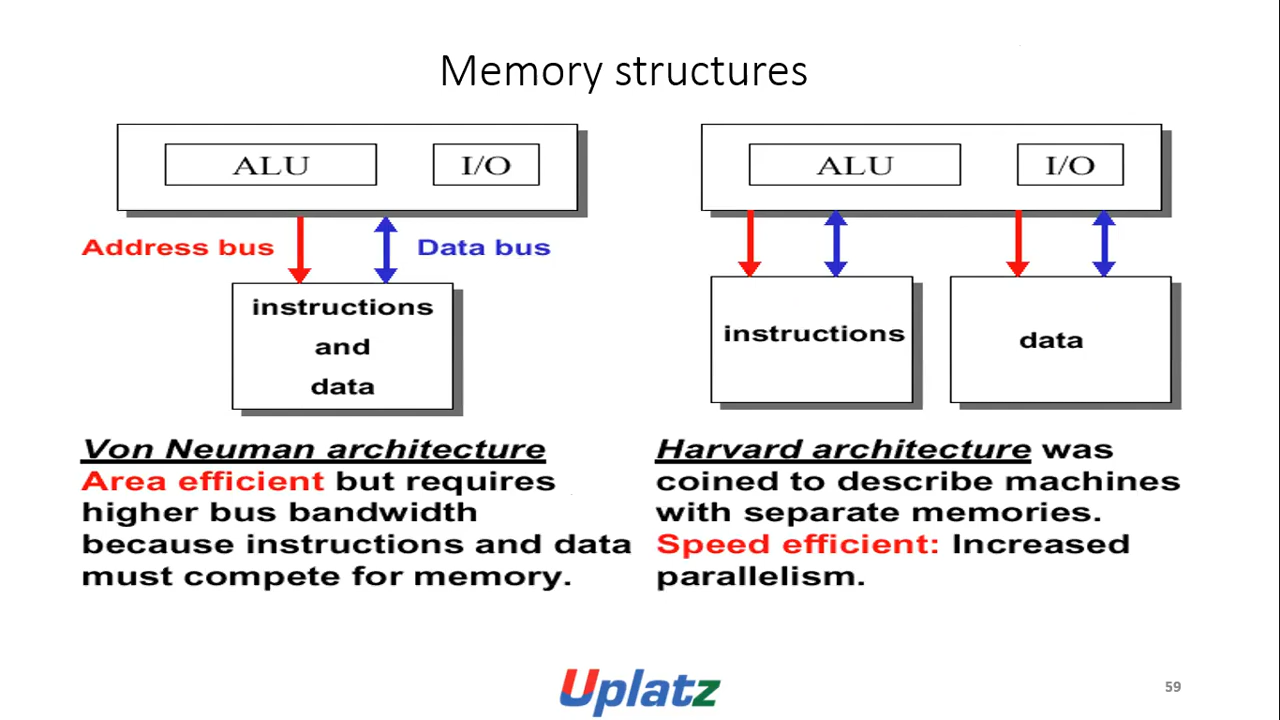 Memory structures
ALU
I/O
Address bus
Data bus
instructions
and
data
ALU
I/O
instructions
data
Von Neuman architecture
Area efficient but requires
higher bus bandwidth
because instructions and data
must compete for memory.
Harvard architecture was
coined to describe machines
with separate memories.
Speed efficient: Increased
parallelism.
Uplatz
59